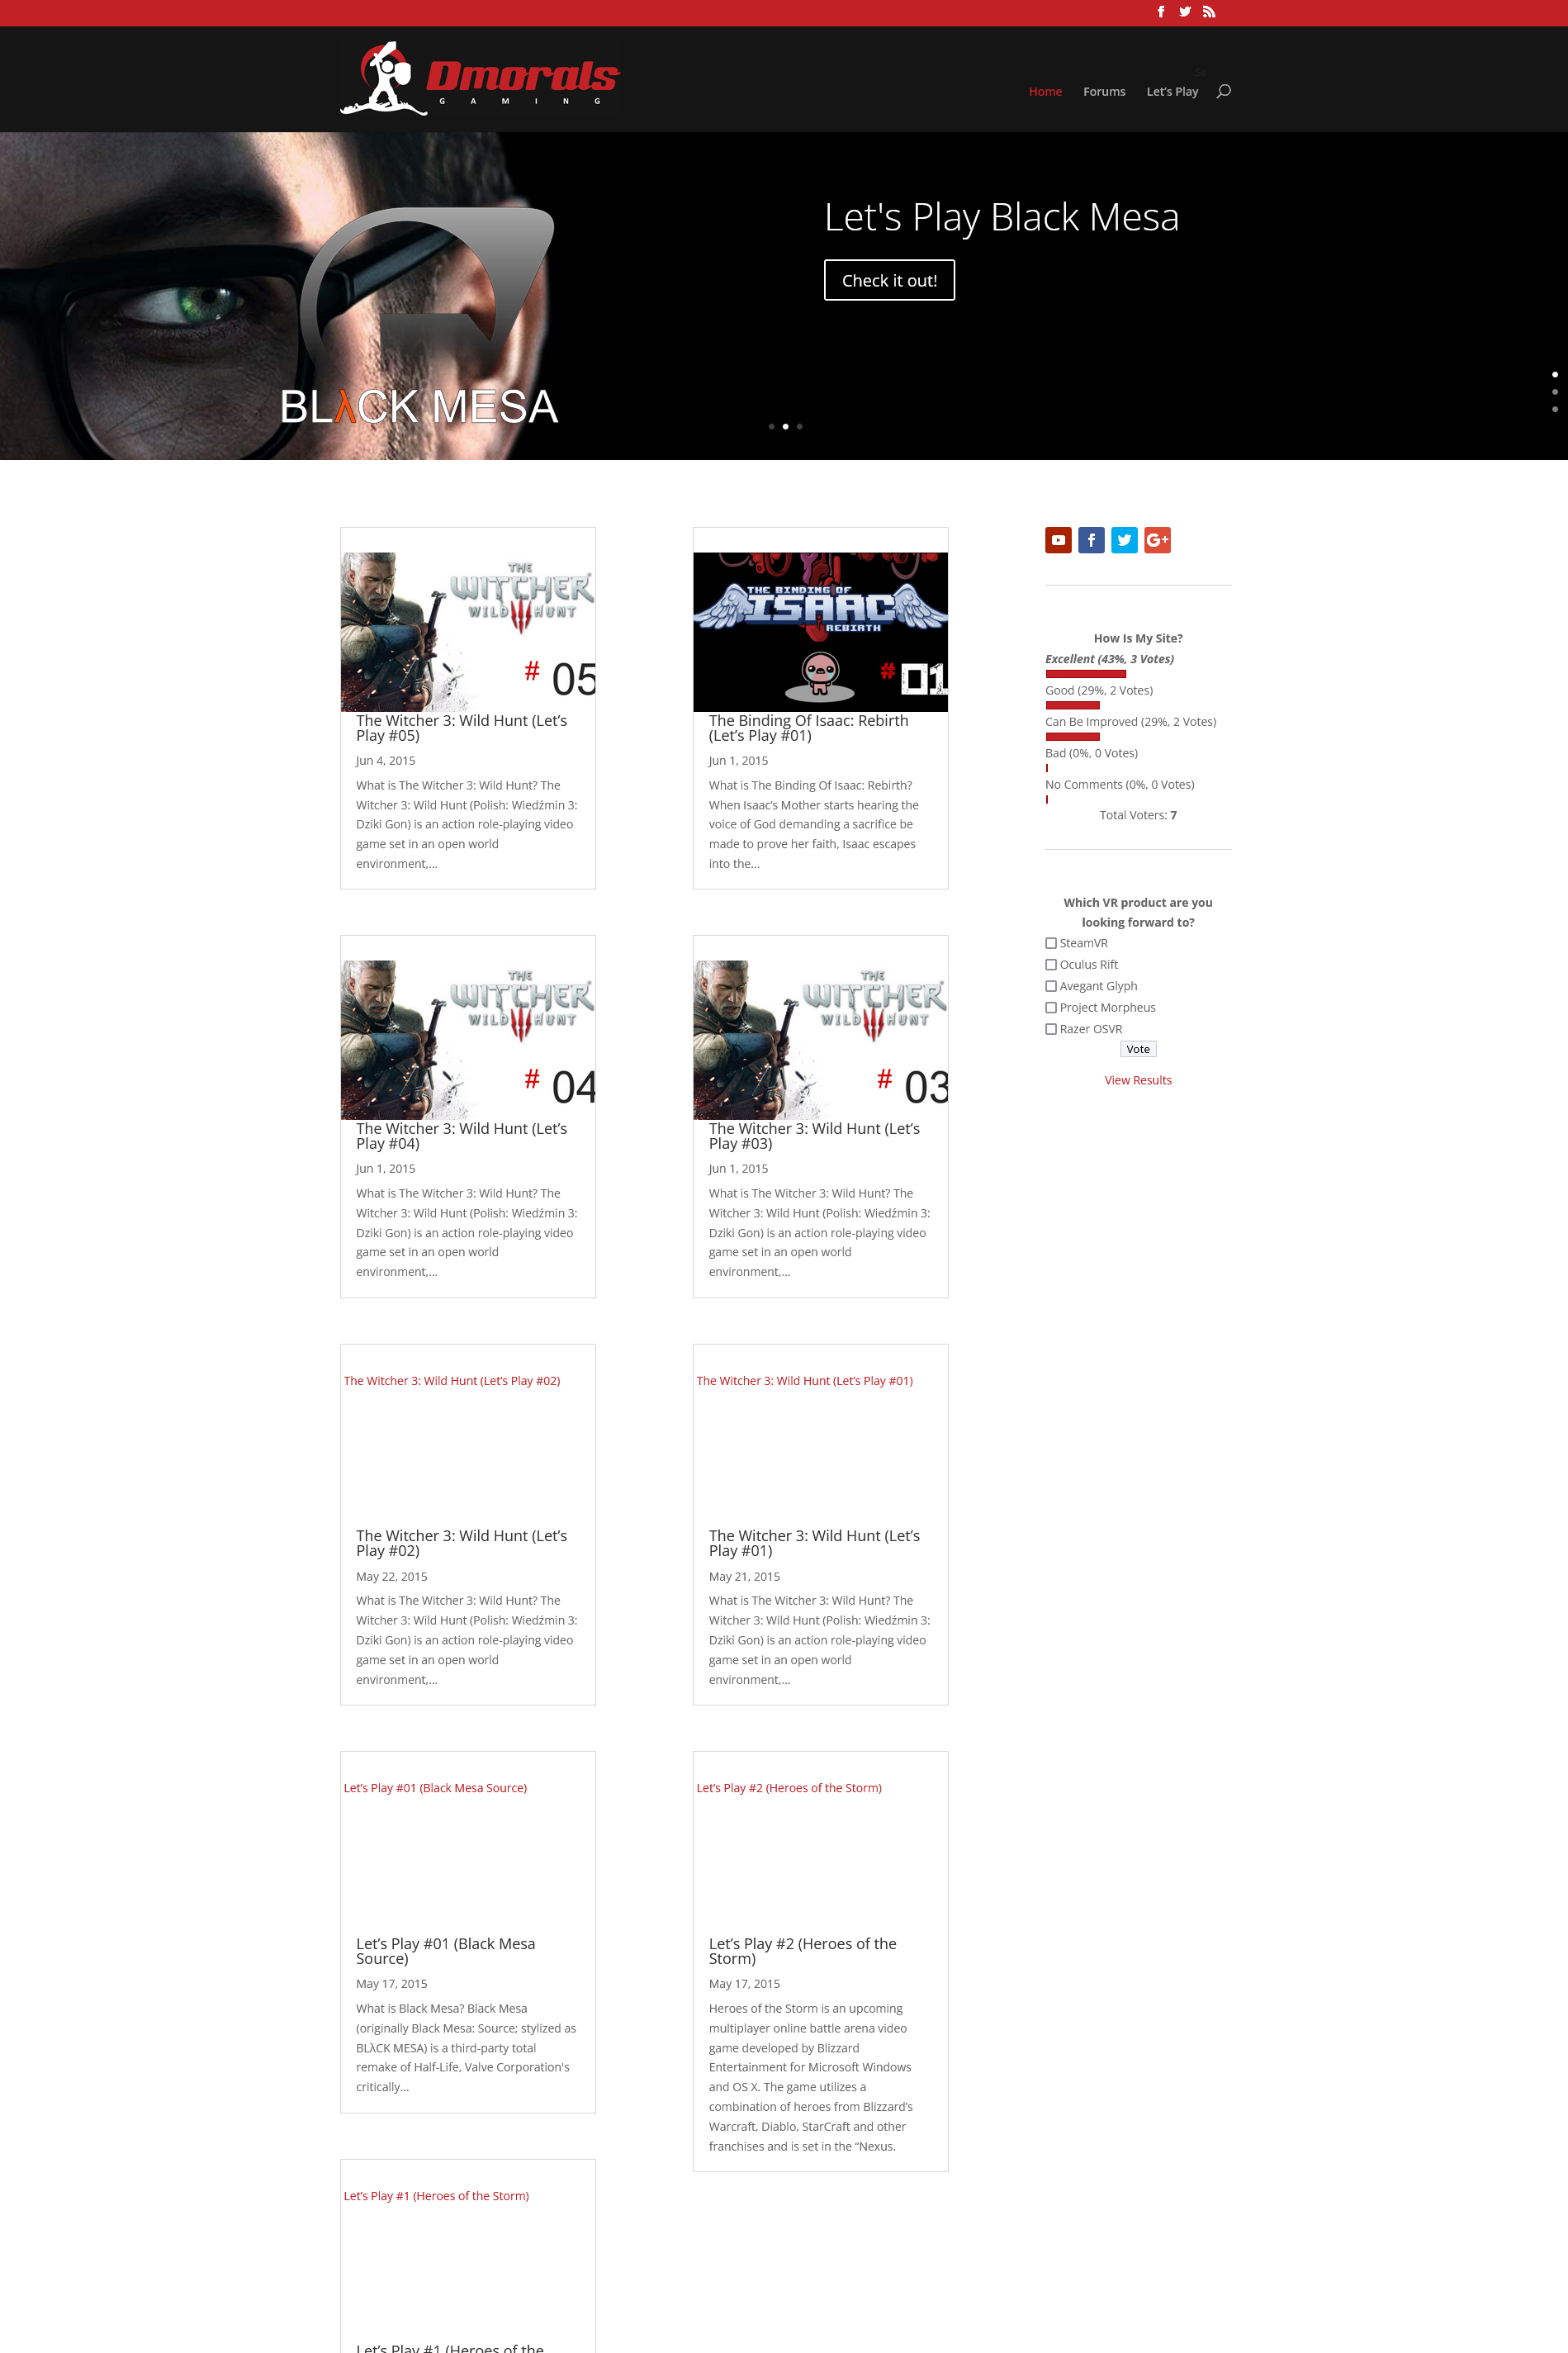 Dmorals
GAMING
Home Forums Let’s Play
Let's Play Black Mesa
Check it out!
BLλCK MESA
THE
WITCHER
WILD HUNT
# 05
The Witcher 3: Wild Hunt (Let’s
Play #05)
Jun 4, 2015
What is The Witcher 3: Wild Hunt? The
Witcher 3: Wild Hunt (Polish: Wiedźmin 3:
Dziki Gon) is an action role-playing video
game set in an open world
environment,...
THE BINDING OF
ISAAC
REBIRTH
# 01
The Binding Of Isaac: Rebirth
(Let’s Play #01)
Jun 1, 2015
What is The Binding Of Isaac: Rebirth?
When Isaac’s Mother starts hearing the
voice of God demanding a sacrifice be
made to prove her faith, Isaac escapes
into the...
THE
WITCHER
WILD HUNT
# 04
The Witcher 3: Wild Hunt (Let’s
Play #04)
Jun 1, 2015
What is The Witcher 3: Wild Hunt? The
Witcher 3: Wild Hunt (Polish: Wiedźmin 3:
Dziki Gon) is an action role-playing video
game set in an open world
environment,...
THE
WITCHER
WILD HUNT
# 03
The Witcher 3: Wild Hunt (Let’s
Play #03)
Jun 1, 2015
What is The Witcher 3: Wild Hunt? The
Witcher 3: Wild Hunt (Polish: Wiedźmin 3:
Dziki Gon) is an action role-playing video
game set in an open world
environment,...
The Witcher 3: Wild Hunt (Let’s Play #02)
The Witcher 3: Wild Hunt (Let’s
Play #02)
May 22, 2015
What is The Witcher 3: Wild Hunt? The
Witcher 3: Wild Hunt (Polish: Wiedźmin 3:
Dziki Gon) is an action role-playing video
game set in an open world
environment,...
The Witcher 3: Wild Hunt (Let’s Play #01)
The Witcher 3: Wild Hunt (Let’s
Play #01)
May 21, 2015
What is The Witcher 3: Wild Hunt? The
Witcher 3: Wild Hunt (Polish: Wiedźmin 3:
Dziki Gon) is an action role-playing video
game set in an open world
environment,...
Let’s Play #01 (Black Mesa Source)
Let’s Play #01 (Black Mesa
Source)
May 17, 2015
What is Black Mesa? Black Mesa
(originally Black Mesa: Source; stylized as
BLλCK MESA) is a third-party total
remake of Half-Life, Valve Corporation's
critically...
Let’s Play #2 (Heroes of the Storm)
Let’s Play #2 (Heroes of the
Storm)
May 17, 2015
Heroes of the Storm is an upcoming
multiplayer online battle arena video
game developed by Blizzard
Entertainment for Microsoft Windows
and OS X. The game utilizes a
combination of heroes from Blizzard’s
Warcraft, Diablo, StarCraft and other
franchises and is set in the “Nexus.
Let’s Play #1 (Heroes of the Storm)
Let’s Play #1 (Heroes of the
How Is My Site?
Excellent (43%, 3 Votes)
Good (29%, 2 Votes)
Can Be Improved (29%, 2 Votes)
Bad (0%, 0 Votes)
No Comments (0%, 0 Votes)
Total Voters: 7
Which VR product are you
looking forward to?
SteamVR
Oculus Rift
Avegant Glyph
Project Morpheus
Razer OSVR
Vote
View Results